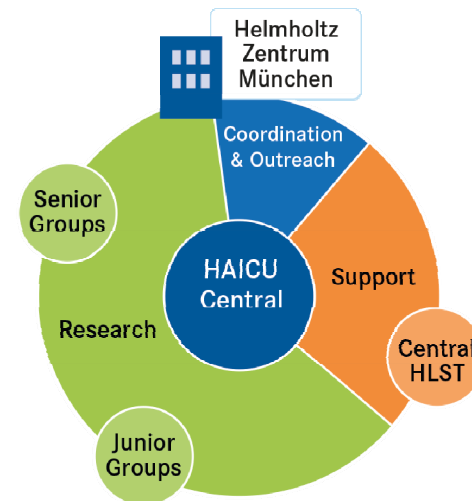 Helmholtz
Zentrum
München
Coordination
& Outreach
Senior
Groups
HAICU
Central
Support
Research
Central
HLST
Junior
Groups